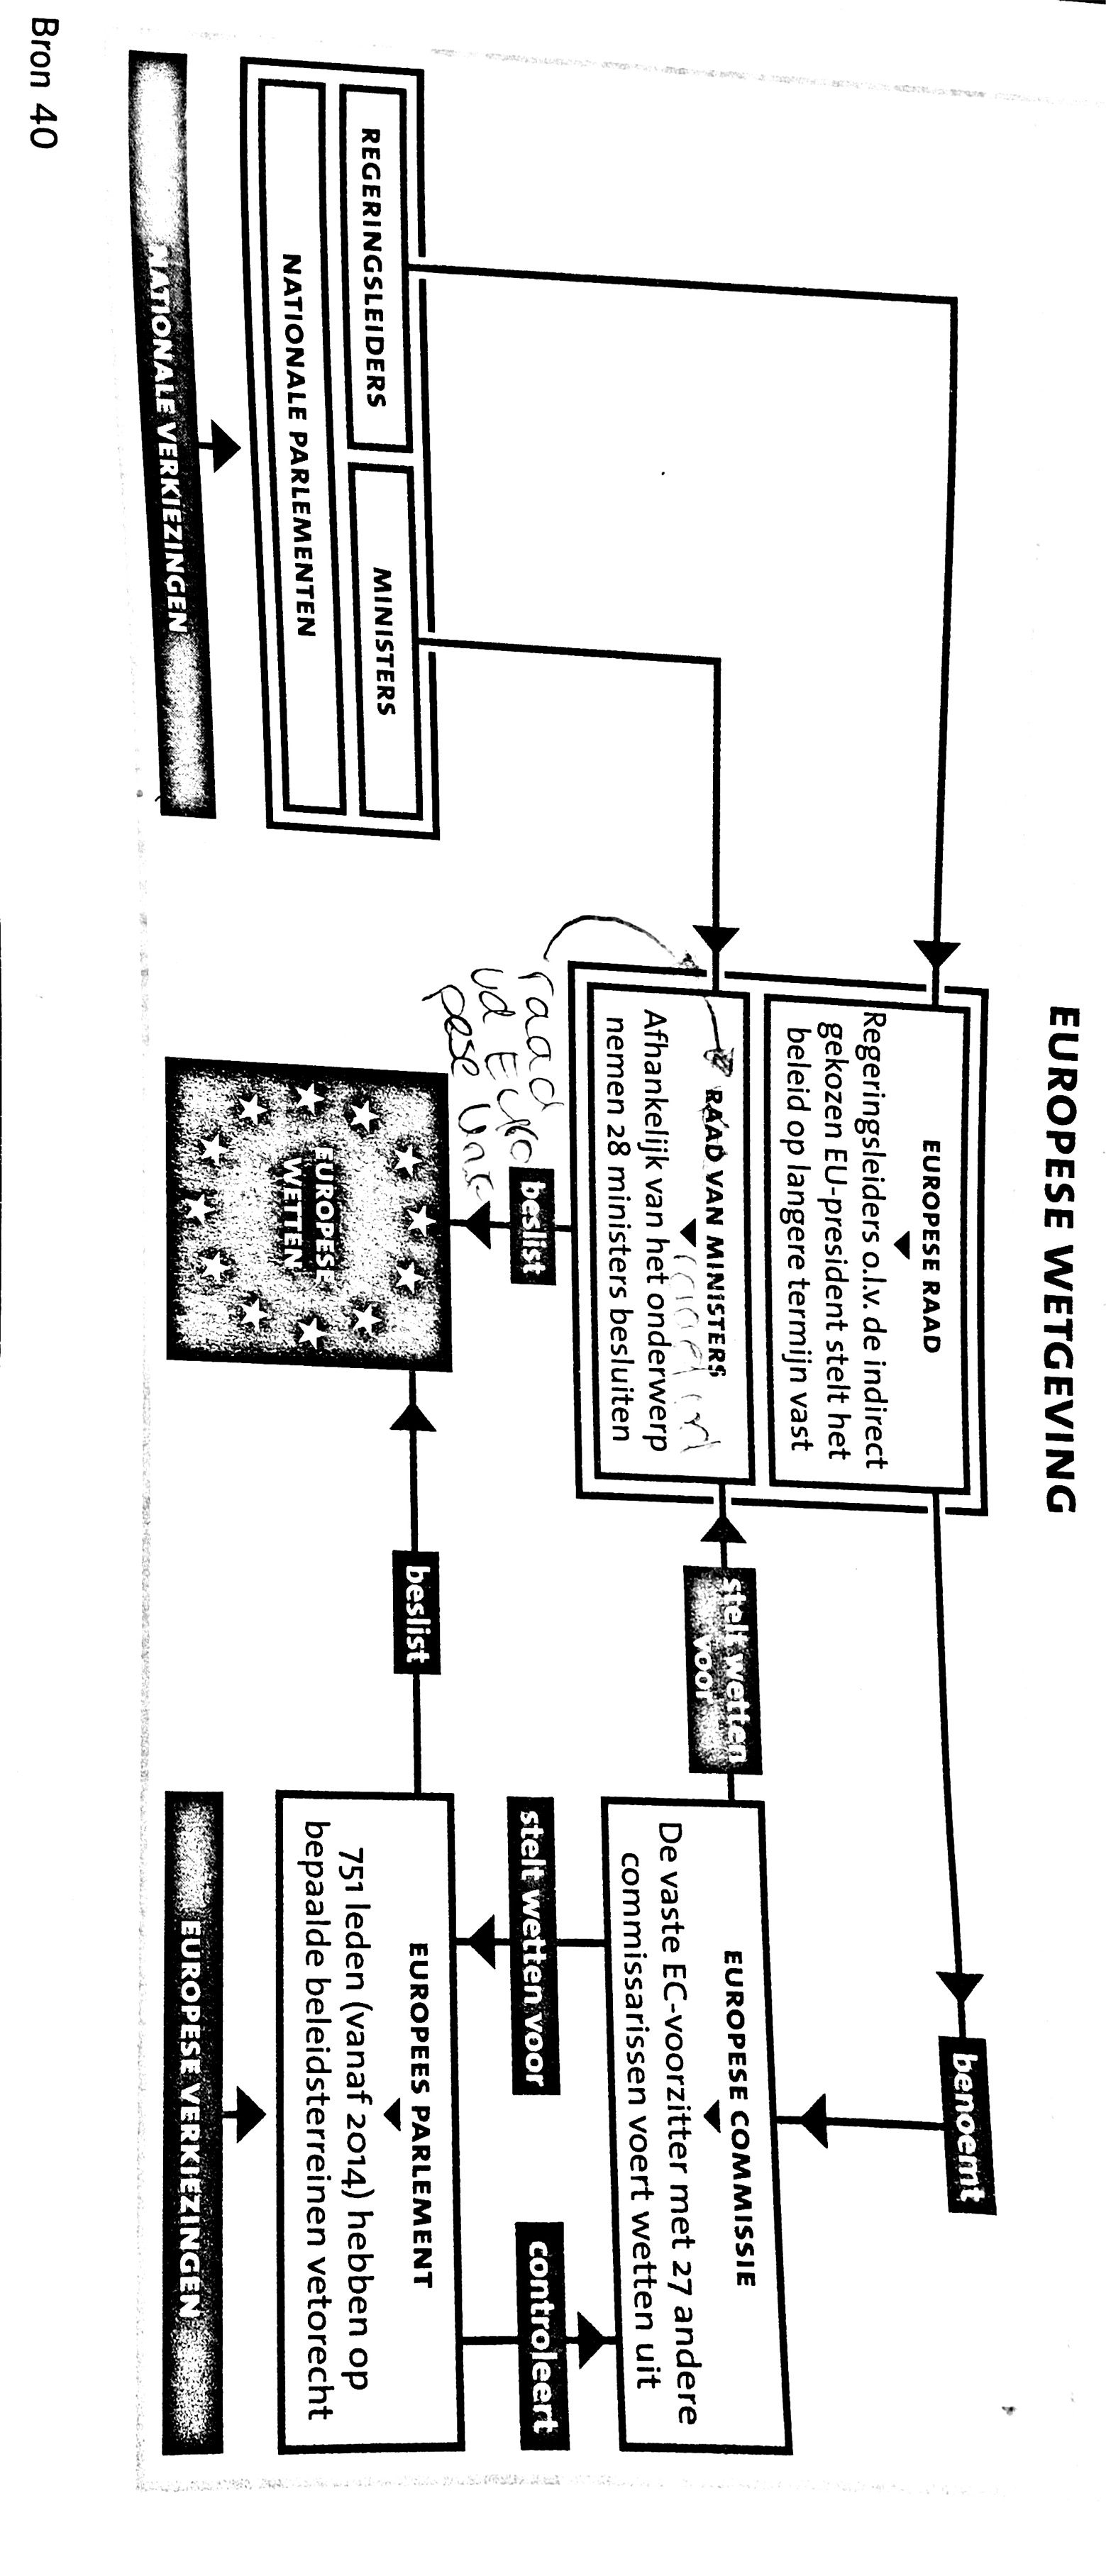 EUROPESE WETGEVING
EUROPESE RAAD
Regeringsleiders o.l.v. de indirect
gekozen EU-president stelt het
beleid op langere termijn vast
benoemt
RAAD VAN MINISTERS
Afhankelijk van het onderwerp
nemen 28 ministers besluiten
stelt wetten
voor
EUROPESE COMMISSIE
De vaste EC-voorzitter met 27 andere
commissarissen voert wetten uit
raad
vd Euro
pese Unie
beslist
stelt wetten voor
controleert
REGERINGSLEIDERS
MINISTERS
NATIONALE PARLEMENTEN
EUROPESE
WETTEN
beslist
EUROPEES PARLEMENT
751 leden (vanaf 2014) hebben op
bepaalde beleidsterreinen vetorecht
NATIONALE VERKIEZINGEN
EUROPESE VERKIEZINGEN
Bron 40